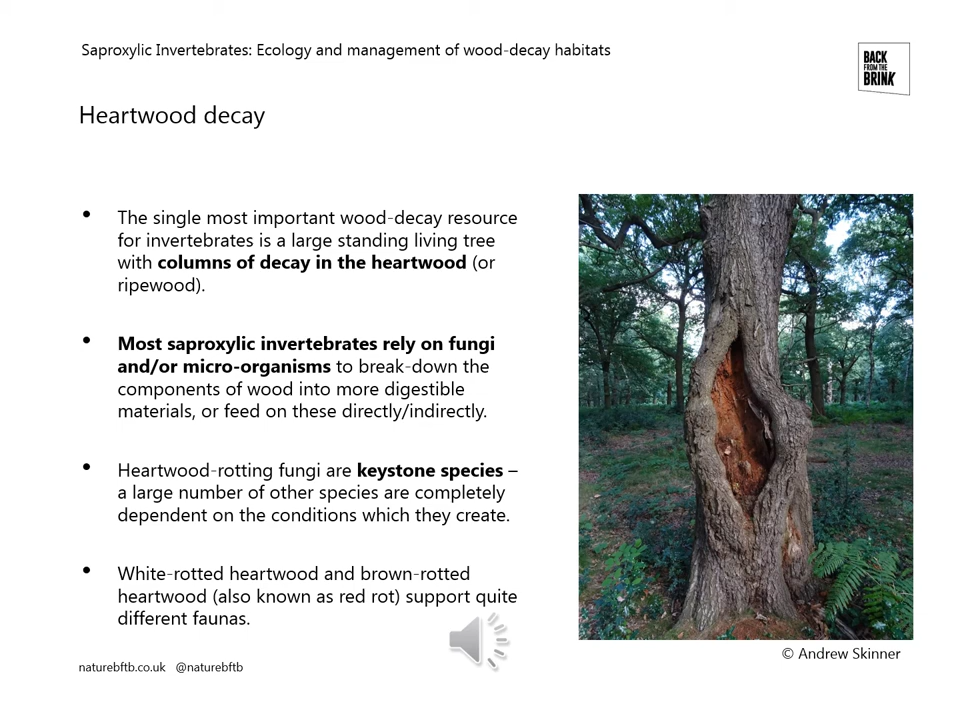 Saproxylic Invertebrates: Ecology and management of wood-decay habitats
BACK
FROM THE
BRINK
Heartwood decay
• The single most important wood-decay resource
for invertebrates is a large standing living tree
with columns of decay in the heartwood (or
ripewood).
• Most saproxylic invertebrates rely on fungi
and/or micro-organisms to break-down the
components of wood into more digestible
materials, or feed on these directly/indirectly.
• Heartwood-rotting fungi are keystone species –
a large number of other species are completely
dependent on the conditions which they create.
• White-rotted heartwood and brown-rotted
heartwood (also known as red rot) support quite
different faunas.
© Andrew Skinner
naturebftb.co.uk @naturebftb